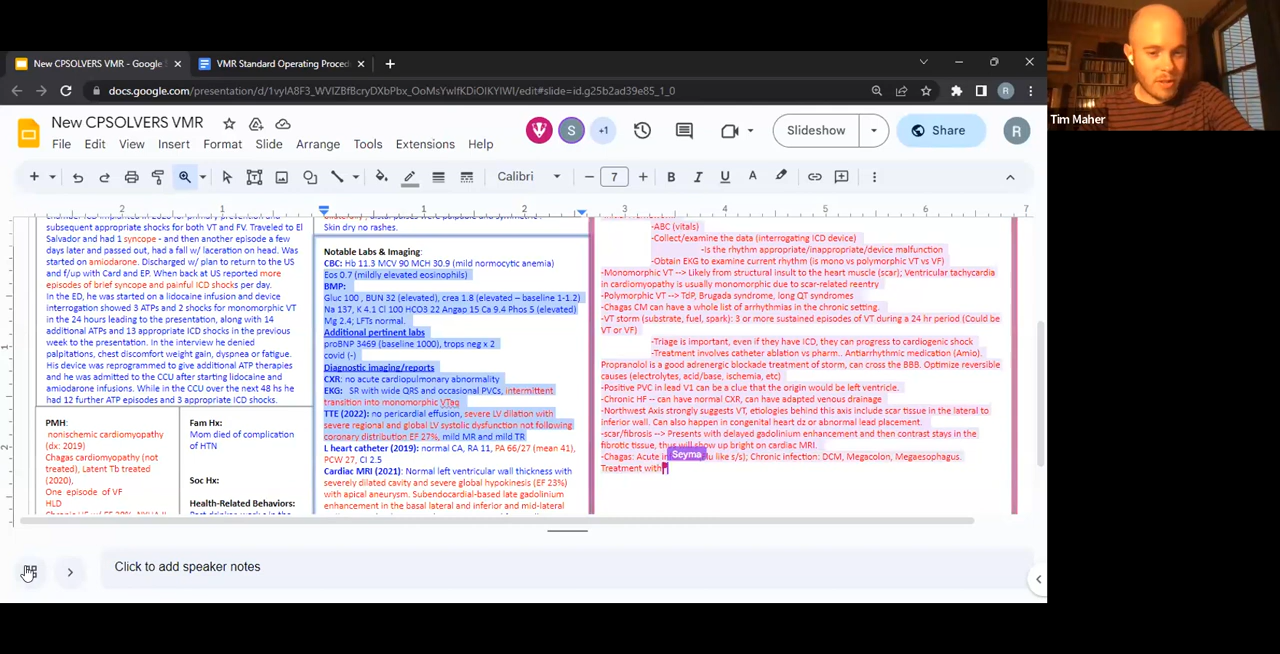 New CPSOLVERS VMR - Google
VMR Standard Operating Proced
docs.google.com/presentation/d/1vyIA8F3_WVIZBfBcryDXbPbx_OoMsYwIfKDiOIKYIWI/edit#slide=id.g25b2ad39e85_1_0
R
New CPSOLVERS VMR
S
+1
Slideshow
Share
R
File Edit View Insert Format Slide Arrange Tools Extensions Help
Calibri
7
B I U A
2 1 1 2 3 4 5 6 7
1
2
subsequent appropriate shocks for both VT and FV. Traveled to El
Salvador and had 1 syncope - and then another episode a few
days later and passed out, had a fall w/ laceration on head. Was
started on amiodarone. Discharged w/ plan to return to the US
and f/up with Card and EP. When back at US reported more
episodes of brief syncope and painful ICD shocks per day.
In the ED, he was started on a lidocaine infusion and device
interrogation showed 3 ATPs and 2 shocks for monomorphic VT
in the 24 hours leading to the presentation, along with 14
additional ATPs and 13 appropriate ICD shocks in the previous
week to the presentation. In the interview he denied
palpitations, chest discomfort weight gain, dyspnea or fatigue.
His device was reprogrammed to give additional ATP therapies
and he was admitted to the CCU after starting lidocaine and
amiodarone infusions. While in the CCU over the next 48 hs he
had 12 further ATP episodes and 3 appropriate ICD shocks.
PMH:
nonischemic cardiomyopathy
(dx: 2019)
Chagas cardiomyopathy (not
treated), Latent Tb treated
(2020),
One episode of VF
HLD
Fam Hx:
Mom died of complication
of HTN
Soc Hx:
Health-Related Behaviors:
Skin dry no rashes.
Notable Labs & Imaging:
CBC: Hb 11.3 MCV 90 MCH 30.9 (mild normocytic anemia)
Eos 0.7 (mildly elevated eosinophils)
BMP:
Gluc 100 , BUN 32 (elevated), crea 1.8 (elevated – baseline 1-1.2)
Na 137, K 4.1 Cl 100 HCO3 22 Angap 15 Ca 9.4 Phos 5 (elevated)
Mg 2.4; LFTs normal.
Additional pertinent labs
proBNP 3469 (baseline 1000), trops neg x 2
covid (-)
Diagnostic imaging/reports
CXR: no acute cardiopulmonary abnormality
EKG: SR with wide QRS and occasional PVCs, intermittent
transition into monomorphic VTag
TTE (2022): no pericardial effusion, severe LV dilation with
severe regional and global LV systolic dysfunction not following
coronary distribution EF 27%, mild MR and mild TR
L heart catheter (2019): normal CA, RA 11, PA 66/27 (mean 41),
PCW 27, CI 2.5
Cardiac MRI (2021): Normal left ventricular wall thickness with
severely dilated cavity and severe global hypokinesis (EF 23%)
with apical aneurysm. Subendocardial-based late gadolinium
enhancement in the basal lateral and inferior and mid-lateral
-ABC (vitals)
-Collect/examine the data (interrogating ICD device)
-Is the rhythm appropriate/inappropriate/device malfunction
-Obtain EKG to examine current rhythm (is mono vs polymorphic VT vs VF)
-Monomorphic VT --> Likely from structural insult to the heart muscle (scar); Ventricular tachycardia
in cardiomyopathy is usually monomorphic due to scar-related reentry
-Polymorphic VT --> TdP, Brugada syndrome, long QT syndromes
-Chagas CM can have a whole list of arrhythmias in the chronic setting.
-VT storm (substrate, fuel, spark): 3 or more sustained episodes of VT during a 24 hr period (Could be
VT or VF)
-Triage is important, even if they have ICD, they can progress to cardiogenic shock
-Treatment involves catheter ablation vs pharm.. Antiarrhythmic medication (Amio).
Propranolol is a good adrenergic blockade treatment of storm, can cross the BBB. Optimize reversible
causes (electrolytes, acid/base, ischemia, etc)
-Positive PVC in lead V1 can be a clue that the origin would be left ventricle.
-Chronic HF -- can have normal CXR, can have adapted venous drainage
-Northwest Axis strongly suggests VT, etiologies behind this axis include scar tissue in the lateral to
inferior wall. Can also happen in congenital heart dz or abnormal lead placement.
-scar/fibrosis --> Presents with delayed gadolinium enhancement and then contrast stays in the
fibrotic tissue, thus will show up bright on cardiac MRI.
-Chagas: Acute flu like s/s); Chronic infection: DCM, Megacolon, Megaesophagus.
Seyma
Treatment with
Click to add speaker notes
Tim Maher